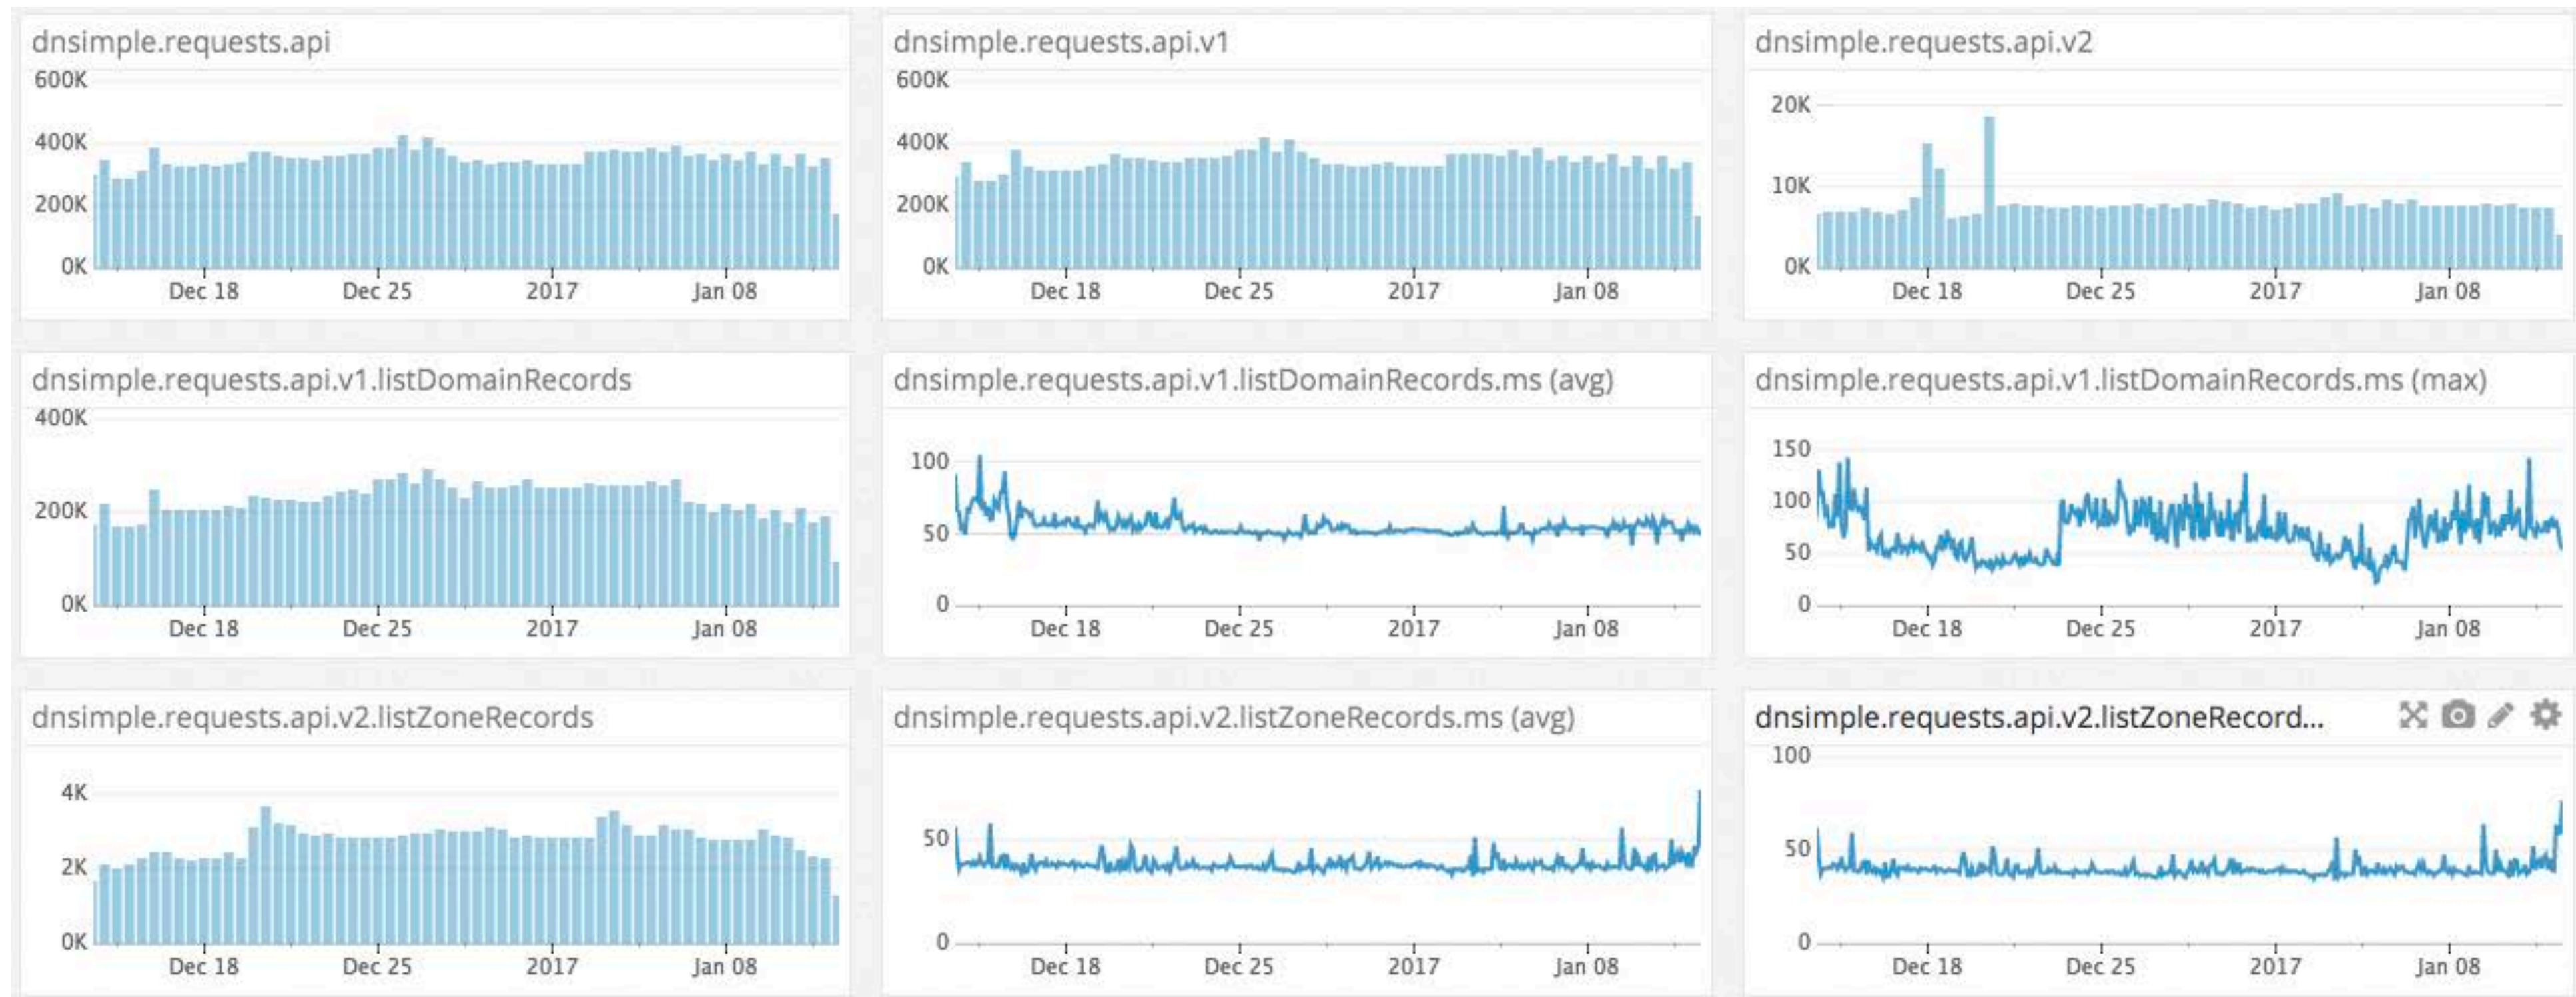 dnsimple.requests.api
600K
400K
200K
0K
Dec 18 Dec 25 2017 Jan 08
dnsimple.requests.api.v1
600K
400K
200K
0K
Dec 18 Dec 25 2017 Jan 08
dnsimple.requests.api.v2
20K
10K
0K
Dec 18 Dec 25 2017 Jan 08
dnsimple.requests.api.v1.listDomainRecords
400K
200K
0K
Dec 18 Dec 25 2017 Jan 08
dnsimple.requests.api.v1.listDomainRecords.ms (avg)
100
50
0
Dec 18 Dec 25 2017 Jan 08
dnsimple.requests.api.v1.listDomainRecords.ms (max)
150
100
50
0
Dec 18 Dec 25 2017 Jan 08
dnsimple.requests.api.v2.listZoneRecords
4K
2K
0K
Dec 18 Dec 25 2017 Jan 08
dnsimple.requests.api.v2.listZoneRecords.ms (avg)
50
0
Dec 18 Dec 25 2017 Jan 08
dnsimple.requests.api.v2.listZoneRecord...
100
50
0
Dec 18 Dec 25 2017 Jan 08